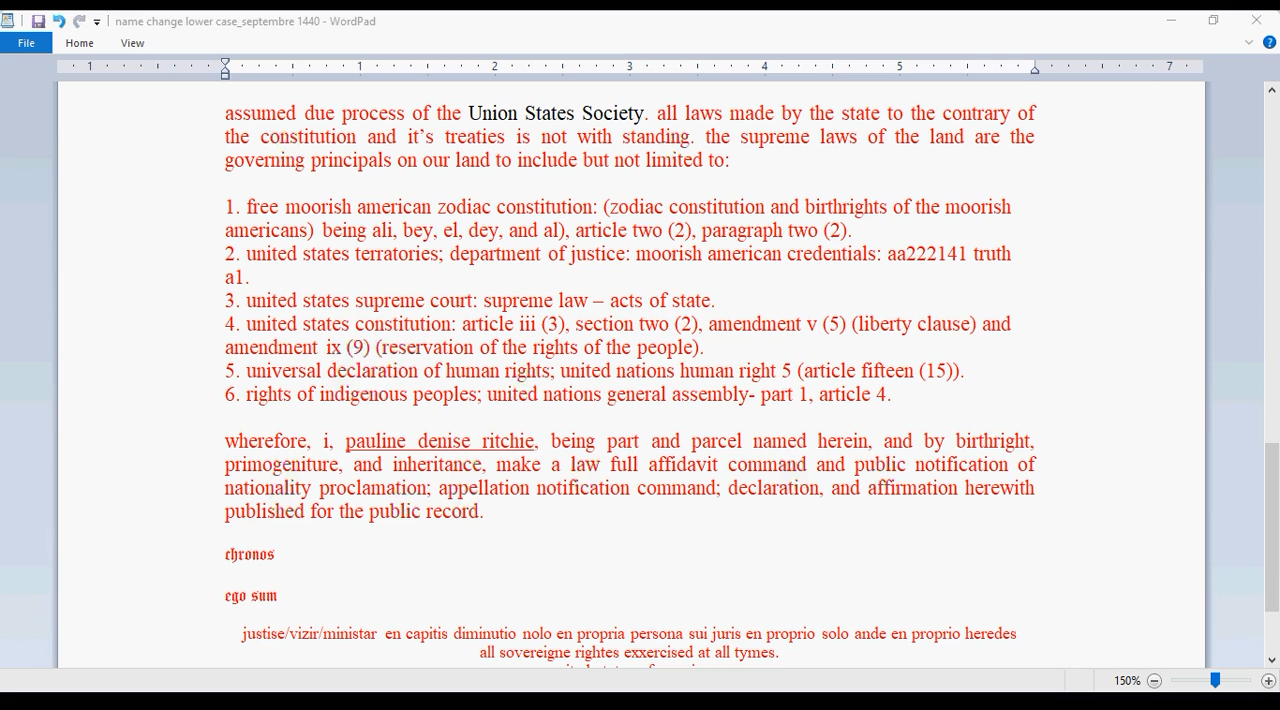 name change lower case_septembre 1440 - WordPad
File Home View
1 1 2 3 4 5 7
assumed due process of the Union States Society. all laws made by the state to the contrary of
the constitution and it’s treaties is not with standing. the supreme laws of the land are the
governing principals on our land to include but not limited to:
1. free moorish american zodiac constitution: (zodiac constitution and birthrights of the moorish
americans) being ali, bey, el, dey, and al), article two (2), paragraph two (2).
2. united states terratories; department of justice: moorish american credentials: aa222141 truth
a1.
3. united states supreme court: supreme law – acts of state.
4. united states constitution: article iii (3), section two (2), amendment v (5) (liberty clause) and
amendment ix (9) (reservation of the rights of the people).
5. universal declaration of human rights; united nations human right 5 (article fifteen (15)).
6. rights of indigenous peoples; united nations general assembly- part 1, article 4.
wherefore, i, pauline denise ritchie, being part and parcel named herein, and by birthright,
primogeniture, and inheritance, make a law full affidavit command and public notification of
nationality proclamation; appellation notification command; declaration, and affirmation herewith
published for the public record.
chronos
ego sum
justise/vizir/ministar en capitis diminutio nolo en propria persona sui juris en proprio solo ande en proprio heredes
all sovereigne rightes exxercised at all tymes.
150%